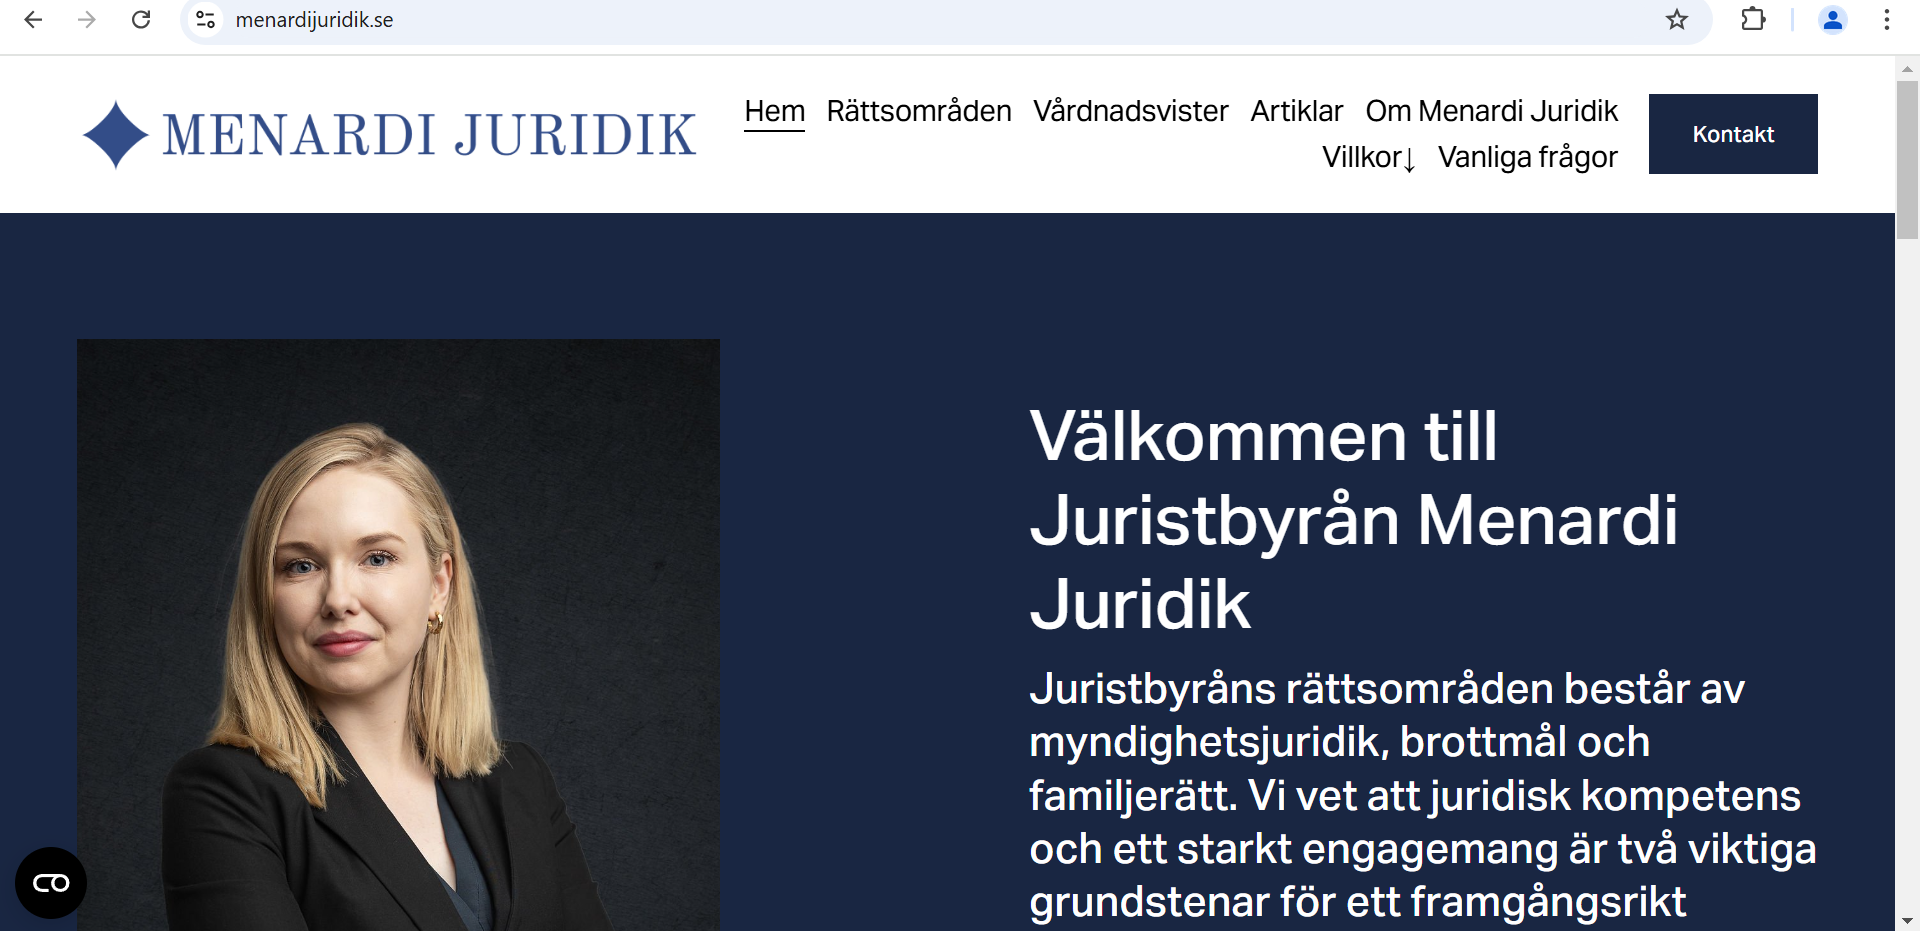 menardijuridik.se
MENARDI JURIDIK
Hem Rättsområden Vårdnadsvister Artiklar Om Menardi Juridik
Villkor↓ Vanliga frågor
Kontakt
Välkommen till
Juristbyrån Menardi
Juridik
Juristbyråns rättsområden består av
myndighetsjuridik, brottmål och
familjerätt. Vi vet att juridisk kompetens
och ett starkt engagemang är två viktiga
grundstenar för ett framgångsrikt